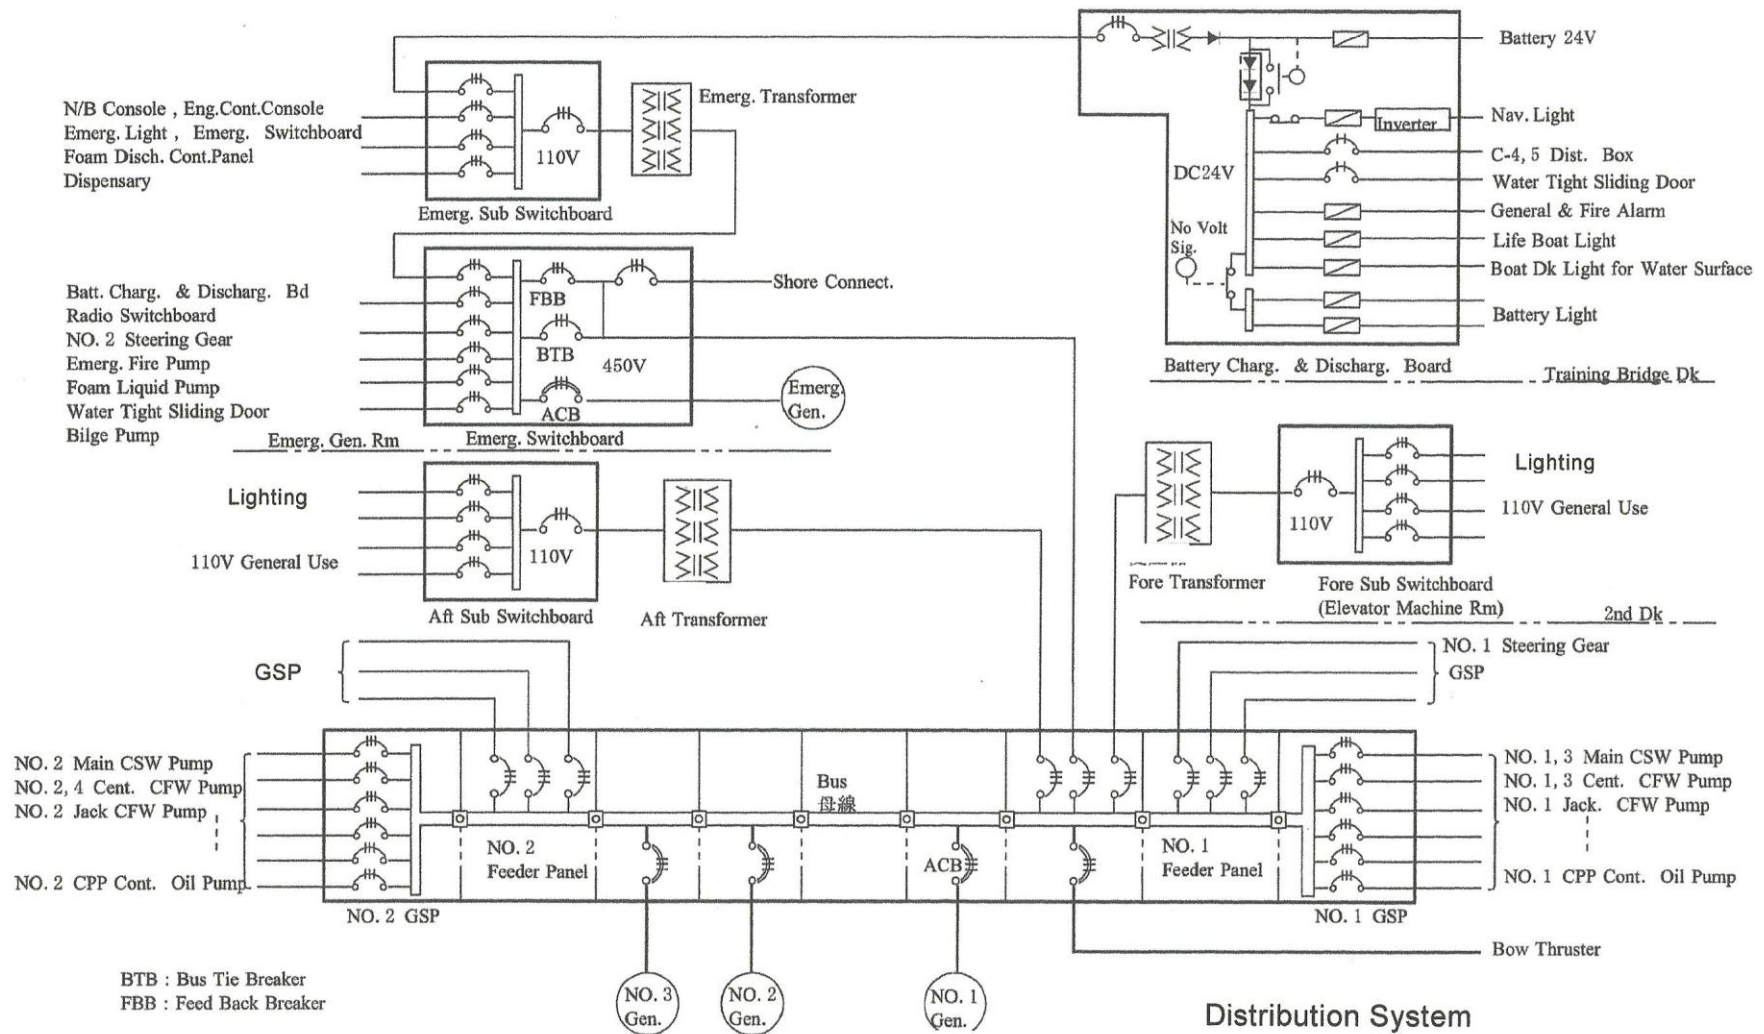 Battery 24V
Nav. Light
Inverter
C-4, 5 Dist. Box
DC24V
Water Tight Sliding Door
General & Fire Alarm
No Volt
Sig.
Life Boat Light
Boat Dk Light for Water Surface
Battery Light
Battery Charg. & Discharg. Board
Training Bridge Dk
N/B Console , Eng.Cont.Console
Emerg. Light , Emerg. Switchboard
Foam Disch. Cont.Panel
Dispensary
110V
Emerg. Transformer
Emerg. Sub Switchboard
Shore Connect.
FBB
BTB
450V
ACB
Emerg.
Gen.
Batt. Charg. & Discharg. Bd
Radio Switchboard
NO. 2 Steering Gear
Emerg. Fire Pump
Foam Liquid Pump
Water Tight Sliding Door
Bilge Pump
Emerg. Gen. Rm
Emerg. Switchboard
Lighting
110V General Use
110V
Aft Sub Switchboard
Aft Transformer
Lighting
110V
110V General Use
Fore Transformer
Fore Sub Switchboard
(Elevator Machine Rm)
2nd Dk
GSP
NO. 1 Steering Gear
GSP
NO. 2 Main CSW Pump
NO. 2, 4 Cent. CFW Pump
NO. 2 Jack CFW Pump
NO. 2 CPP Cont. Oil Pump
Bus
母線
NO. 2
Feeder Panel
ACB
NO. 1
Feeder Panel
NO. 1, 3 Main CSW Pump
NO. 1, 3 Cent. CFW Pump
NO. 1 Jack. CFW Pump
NO. 1 CPP Cont. Oil Pump
NO. 2 GSP
NO. 1 GSP
Bow Thruster
BTB : Bus Tie Breaker
FBB : Feed Back Breaker
NO. 3
Gen.
NO. 2
Gen.
NO. 1
Gen.
Distribution System